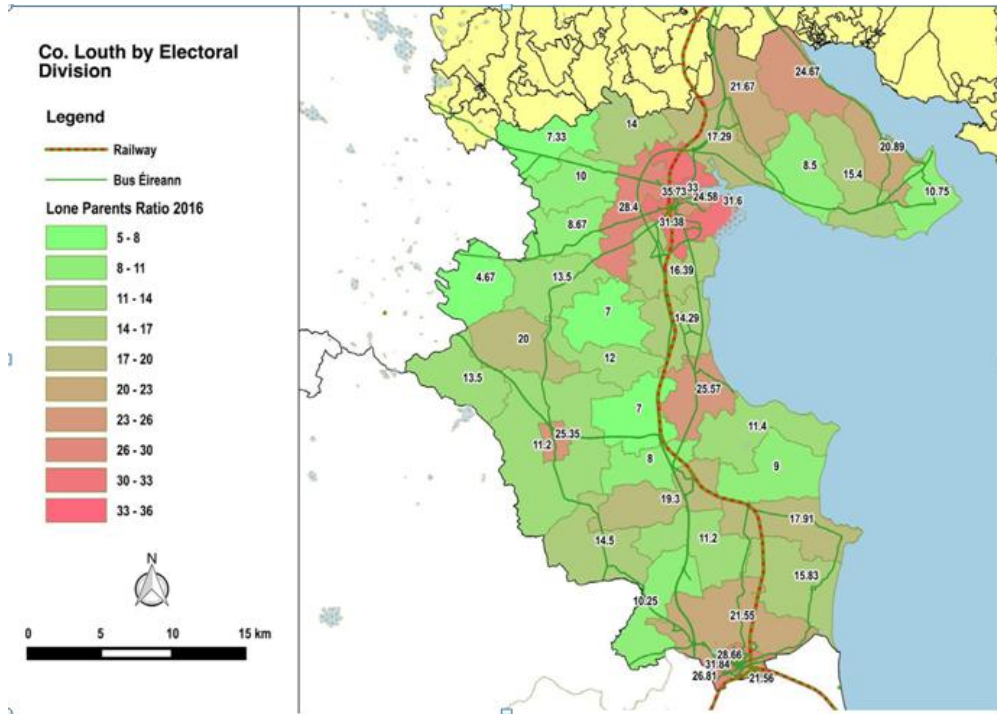 Co. Louth by Electoral
Division
Legend
Railway
Bus Éireann
Lone Parents Ratio 2016
5 - 8
8 - 11
11 - 14
14 - 17
17 - 20
20 - 23
23 - 26
26 - 30
30 - 33
33 - 36
N
0 5 10 15 km
24.67
21.67
14
7.33
17.29
20.89
10
8.5
15.4
33
35.73
24.58
10.75
31.6
28.4
8.67
31.38
16.39
4.67
13.5
7
14.29
20
12
13.5
25.57
7
11.4
25.35
11.2
8
9
19.3
17.91
14.5
11.2
15.83
10.25
21.55
28.66
31.84
26.81
21.56